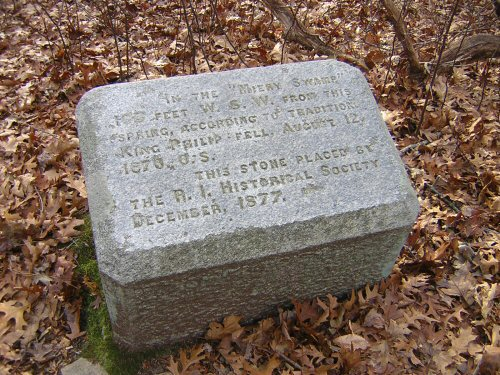 "IN THE "MIERY" SWAMP,
FEET W. S. W. FROM THIS
SPRING, ACCORDING TO TRADITION,
KING PHILIP FELL, AUGUST 12,
1676, O.S.
THIS STONE PLACED BY
THE R. I. HISTORICAL SOCIETY
DECEMBER, 1877.